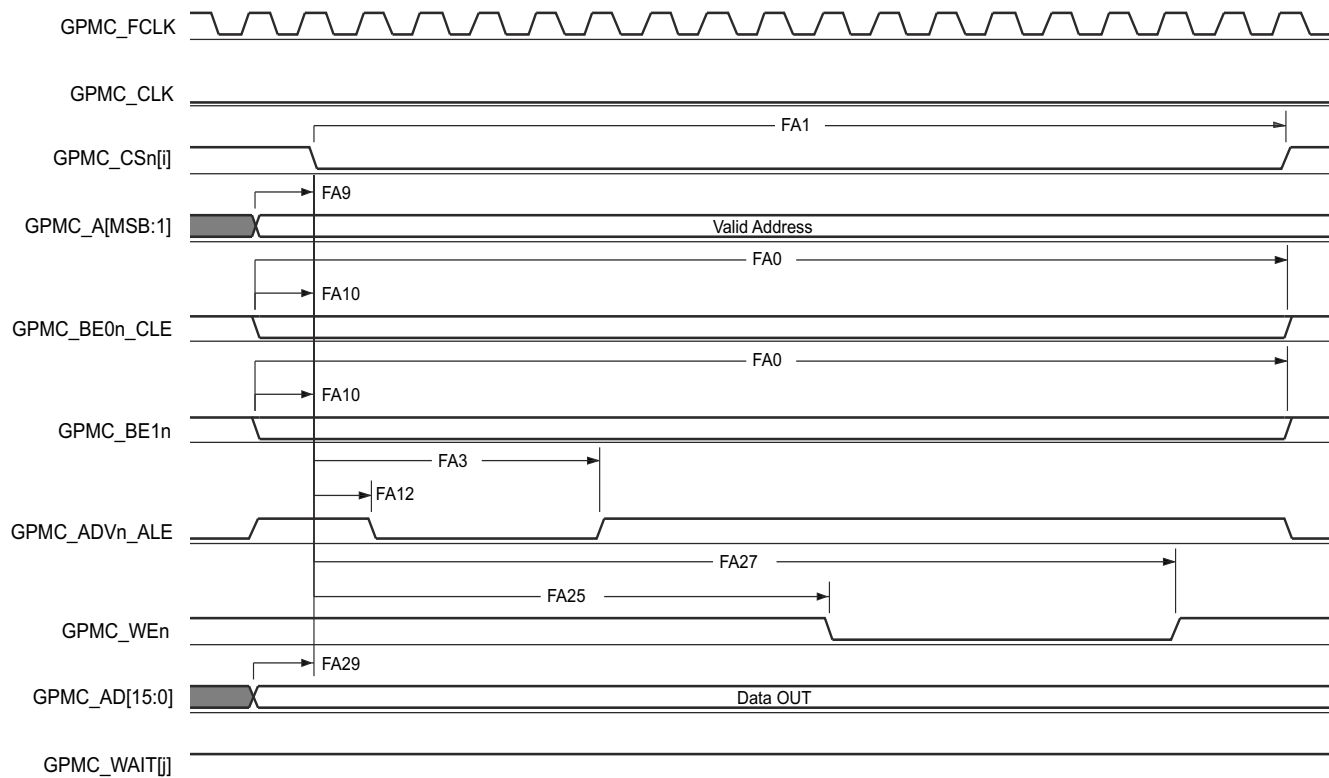 GPMC_FCLK
GPMC_CLK
FA1
GPMC_CSn[i]
FA9
GPMC_A[MSB:1]
Valid Address
FA0
FA10
GPMC_BE0n_CLE
FA0
FA10
GPMC_BE1n
FA3
FA12
GPMC_ADVn_ALE
FA27
FA25
GPMC_WEn
FA29
GPMC_AD[15:0]
Data OUT
GPMC_WAIT[j]